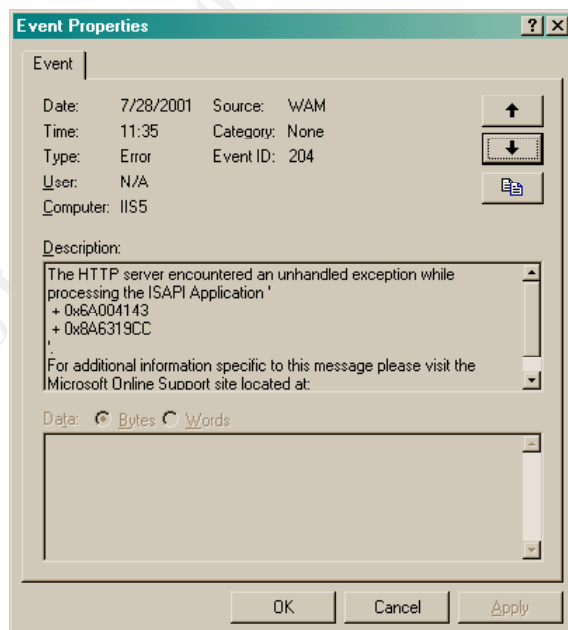 Event Properties
Event
Date: 7/28/2001 Source: WAM
Time: 11:35 Category: None
Type: Error Event ID: 204
User: N/A
Computer: IIS5
Description:
The HTTP server encountered an unhandled exception while
processing the ISAPI Application '
+ 0x6A004143
+ 0x8A6319CC
'.
For additional information specific to this message please visit the
Microsoft Online Support site located at:
Data: Bytes Words
OK Cancel Apply